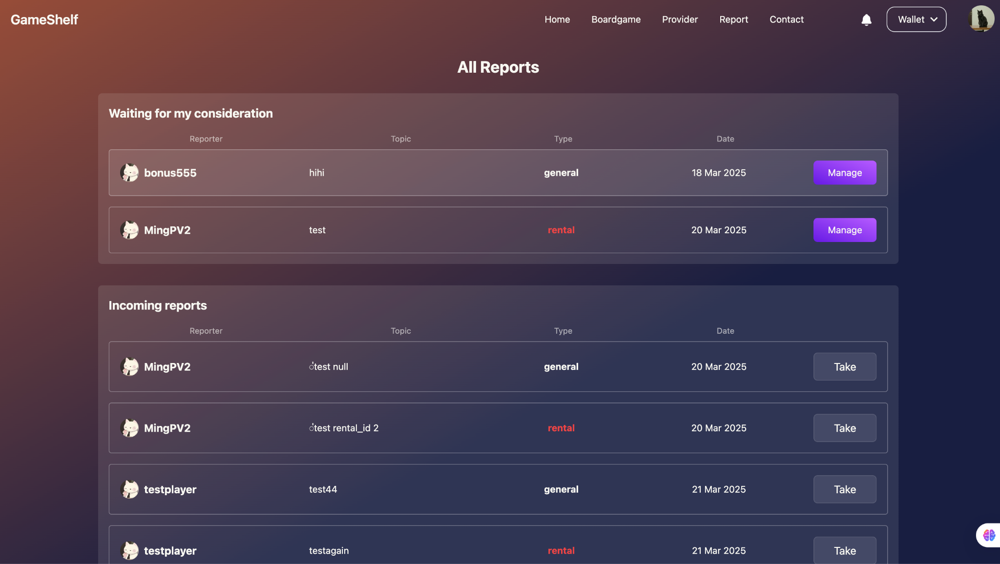 GameShelf
Home Boardgame Provider Report Contact Wallet
All Reports
Waiting for my consideration
Reporter Topic Type Date
bonus555 hihi general 18 Mar 2025 Manage
MingPV2 test rental 20 Mar 2025 Manage
Incoming reports
Reporter Topic Type Date
MingPV2 ่test null general 20 Mar 2025 Take
MingPV2 ่test rental_id 2 rental 20 Mar 2025 Take
testplayer test44 general 21 Mar 2025 Take
testplayer testagain rental 21 Mar 2025 Take